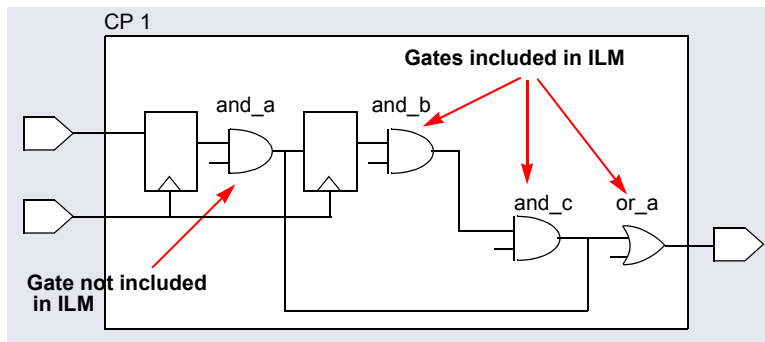 CP 1
Gates included in ILM
and_a
and_b
and_c
or_a
Gate not included
in ILM